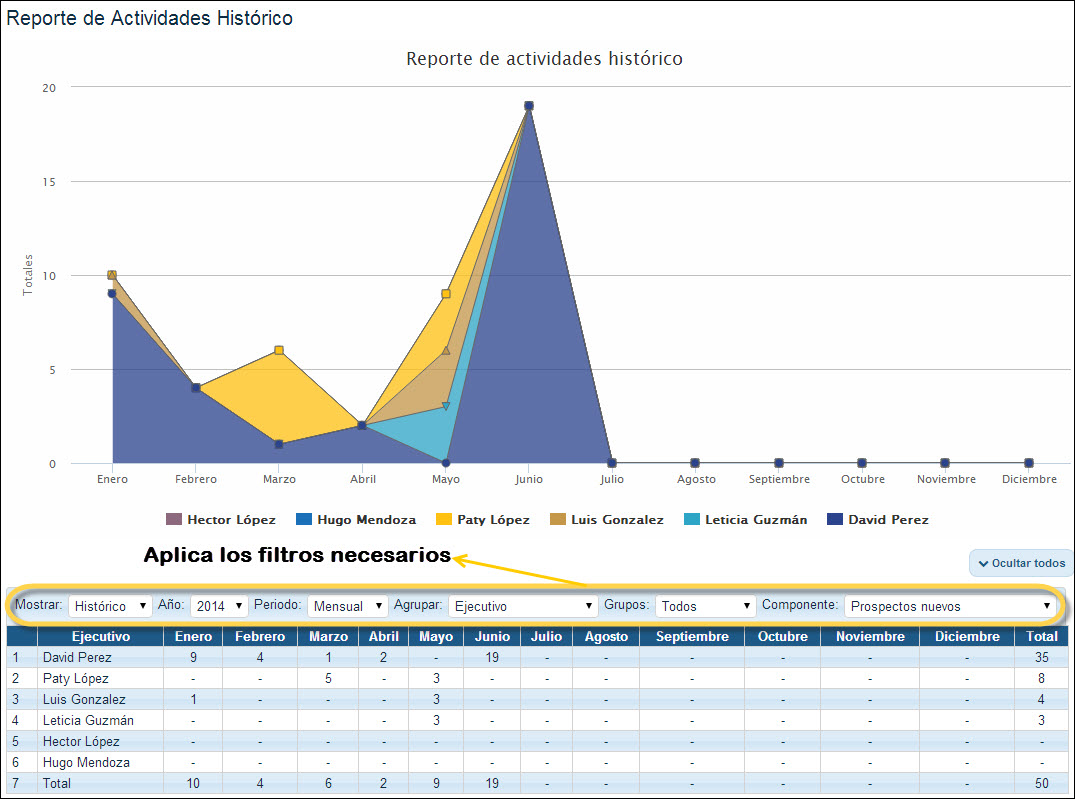 Reporte de Actividades Histórico
Reporte de actividades histórico
20
15
10
5
0
Totales
Enero Febrero Marzo Abril Mayo Junio Julio Agosto Septiembre Octubre Noviembre Diciembre
Hector López Hugo Mendoza Paty López Luis Gonzalez Leticia Guzmán David Perez
Aplica los filtros necesarios
Ocultar todos
Mostrar: Histórico Año: 2014 Periodo: Mensual Agrupar: Ejecutivo Grupos: Todos Componente: Prospectos nuevos
Ejecutivo Enero Febrero Marzo Abril Mayo Junio Julio Agosto Septiembre Octubre Noviembre Diciembre Total
1 David Perez 9 4 1 2 - 19 - - - - - - 35
2 Paty López - - 5 - 3 - - - - - - - 8
3 Luis Gonzalez 1 - - - 3 - - - - - - - 4
4 Leticia Guzmán - - - - 3 - - - - - - - 3
5 Hector López - - - - - - - - - - - - -
6 Hugo Mendoza - - - - - - - - - - - - -
7 Total 10 4 6 2 9 19 - - - - - - 50